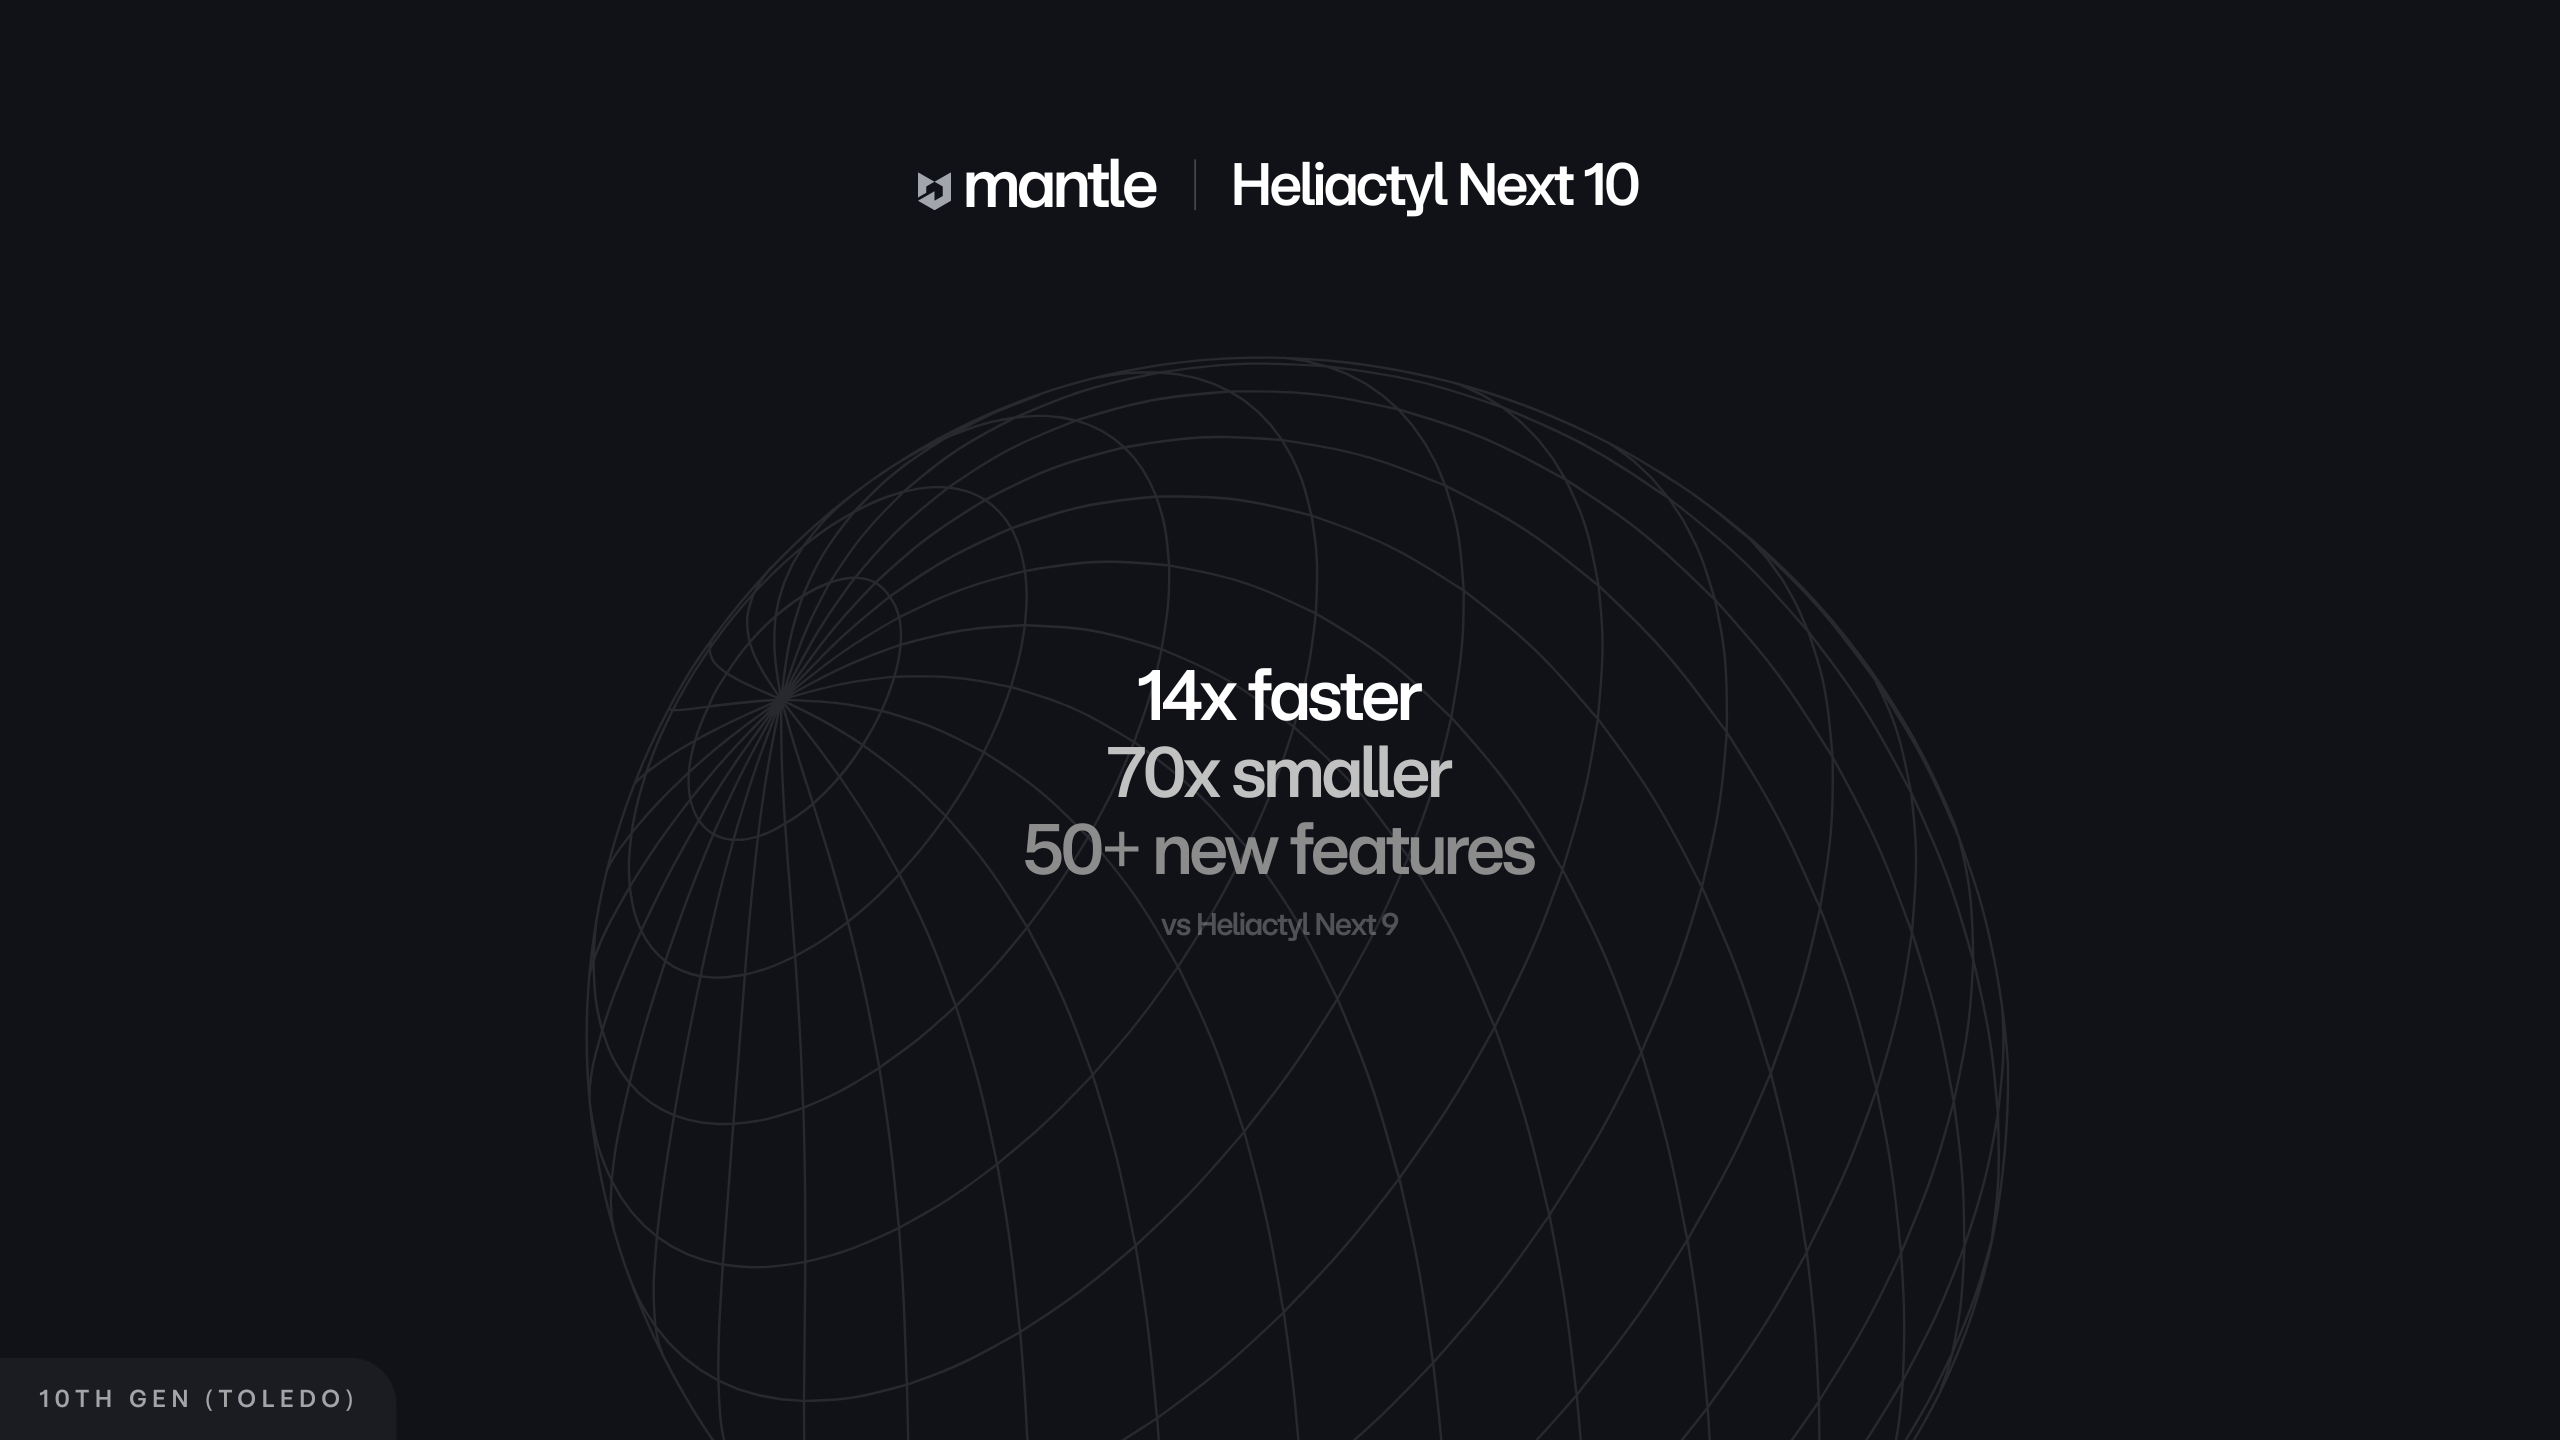 mantle | Heliactyl Next 10
14x faster
70x smaller
50+ new features
vs Heliactyl Next 9
10TH GEN (TOLEDO)